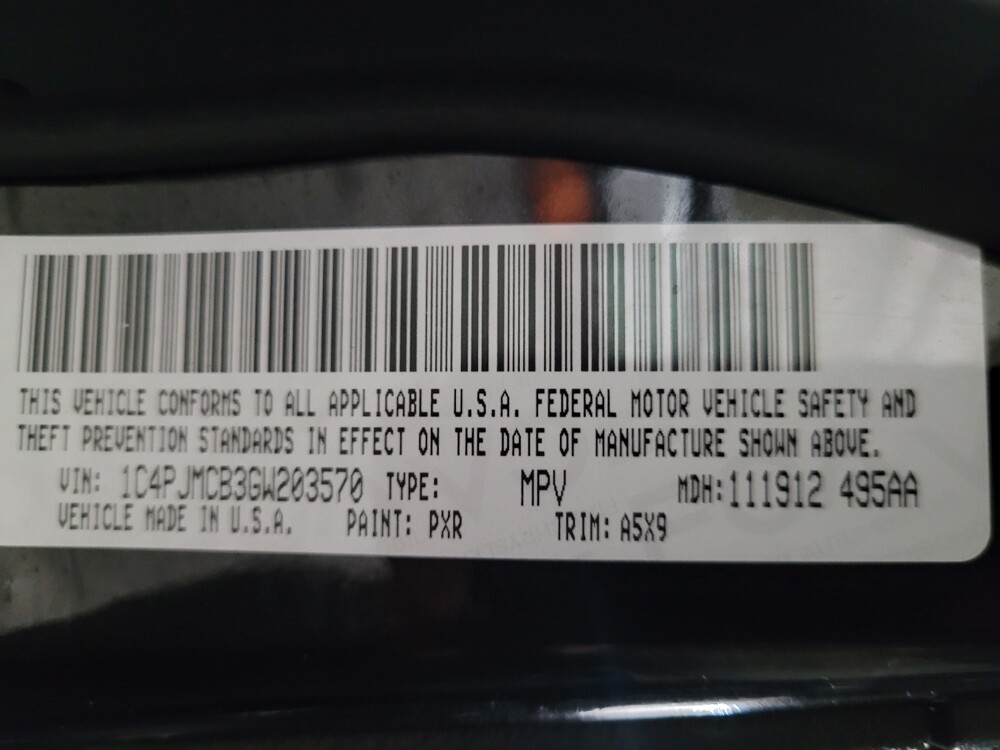 THIS VEHICLE CONFORMS TO ALL APPLICABLE U.S.A. FEDERAL MOTOR VEHICLE SAFETY AND
THEFT PREVENTION STANDARDS IN EFFECT ON THE DATE OF MANUFACTURE SHOWN ABOVE.
VIN: 1C4PJMCB3GW203570 TYPE: MPV MDH:111912 495AA
VEHICLE MADE IN U.S.A. PAINT: PXR TRIM: A5X9